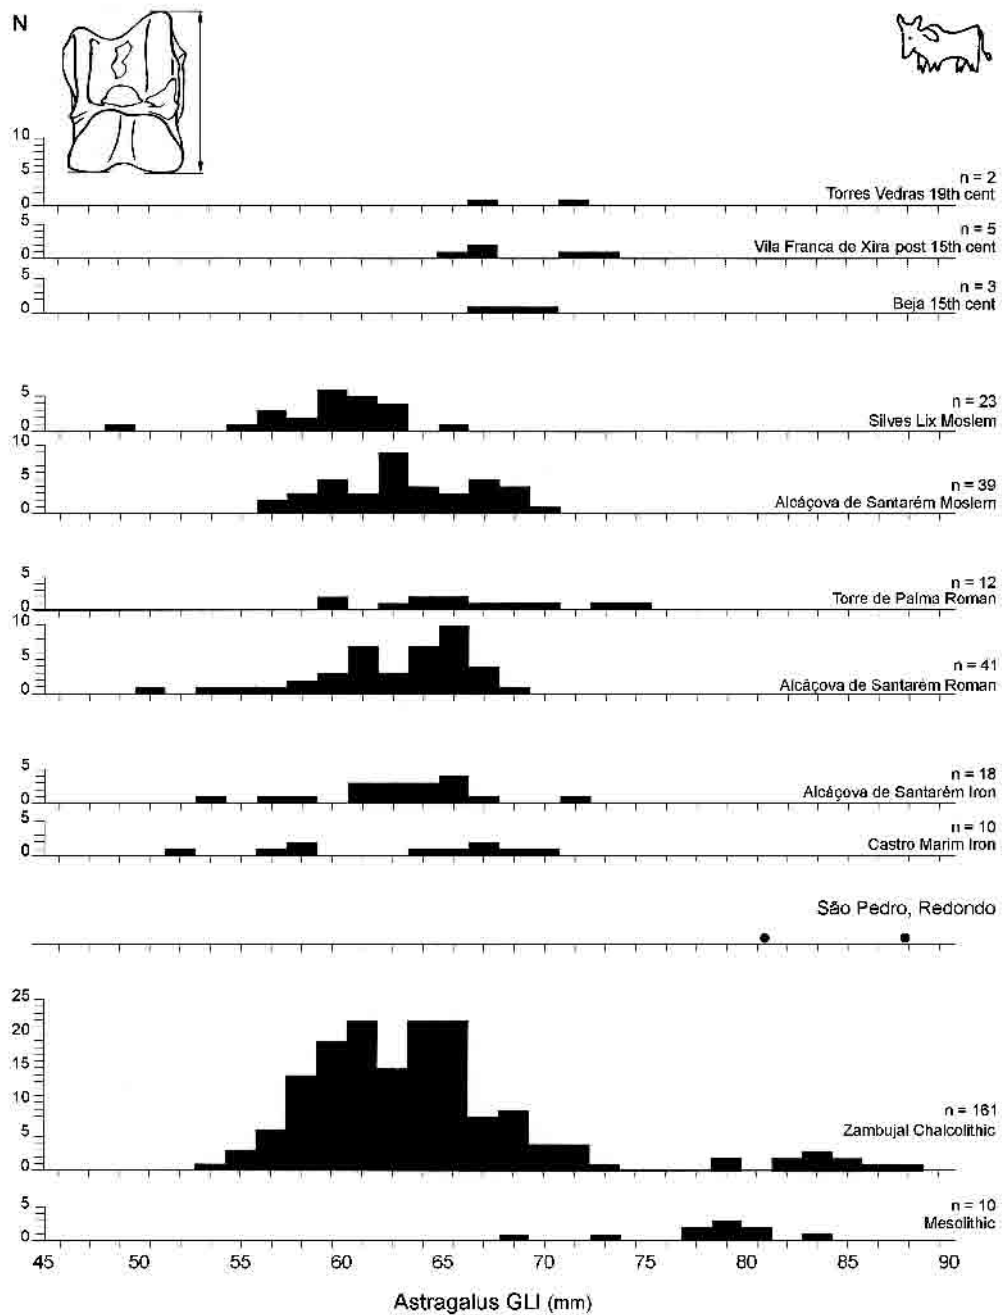 N
10
5
0
n = 2
Torres Vedras 19th cent
5
0
n = 5
Vila Franca de Xira post 15th cent
5
0
n = 3
Beja 15th cent
5
0
n = 23
Silves Lix Moslem
10
5
0
n = 39
Alcáçova de Santarém Moslem
5
0
n = 12
Torre de Palma Roman
10
5
0
n = 41
Alcáçova de Santarém Roman
5
0
n = 18
Alcáçova de Santarém Iron
5
0
n = 10
Castro Marim Iron
São Pedro, Redondo
25
20
15
10
5
0
n = 161
Zambujal Chalcolithic
5
0
n = 10
Mesolithic
45 50 55 60 65 70 80 85 90
Astragalus GLl (mm)